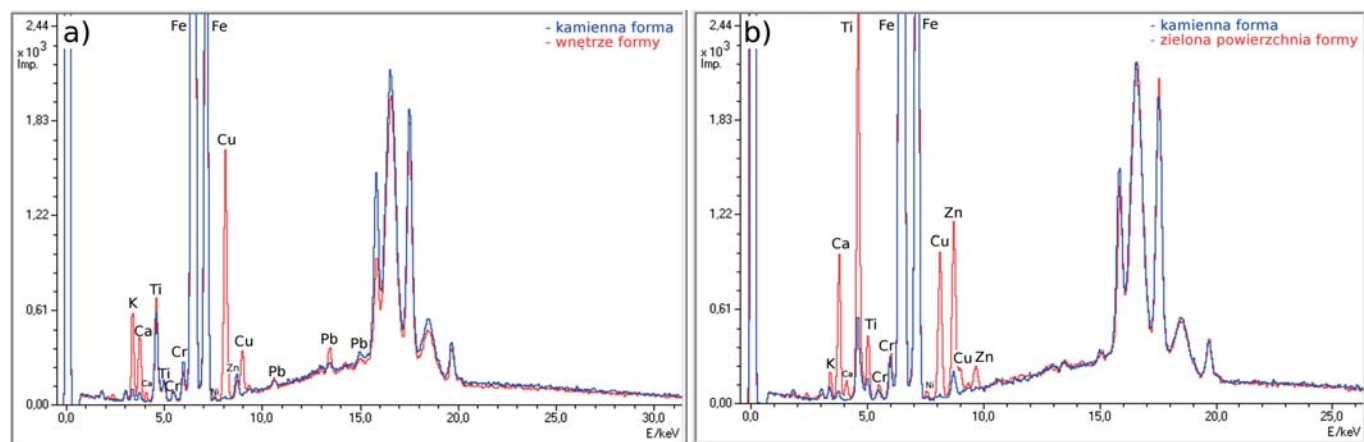 a)
2,44
x 10³
Imp.
1,83
1,22
0,61
0,00
Fe
Fe
- kamienna forma
- wnętrze formy
Cu
K
Ca
Ca
Ti
Ti
Cr
Cr
Ni
Zn
Cu
Pb
Pb
Pb
0,0 5,0 10,0 15,0 20,0 25,0 30,0
E/keV
b)
2,44
x 10³
Imp.
1,83
1,22
0,61
0,00
Ti
Fe
Fe
- kamienna forma
- zielona powierzchnia formy
Ca
K
Ca
Ti
Cr
Cr
Ni
Cu
Zn
Cu
Zn
0,0 5,0 10,0 15,0 20,0 25,0
E/keV